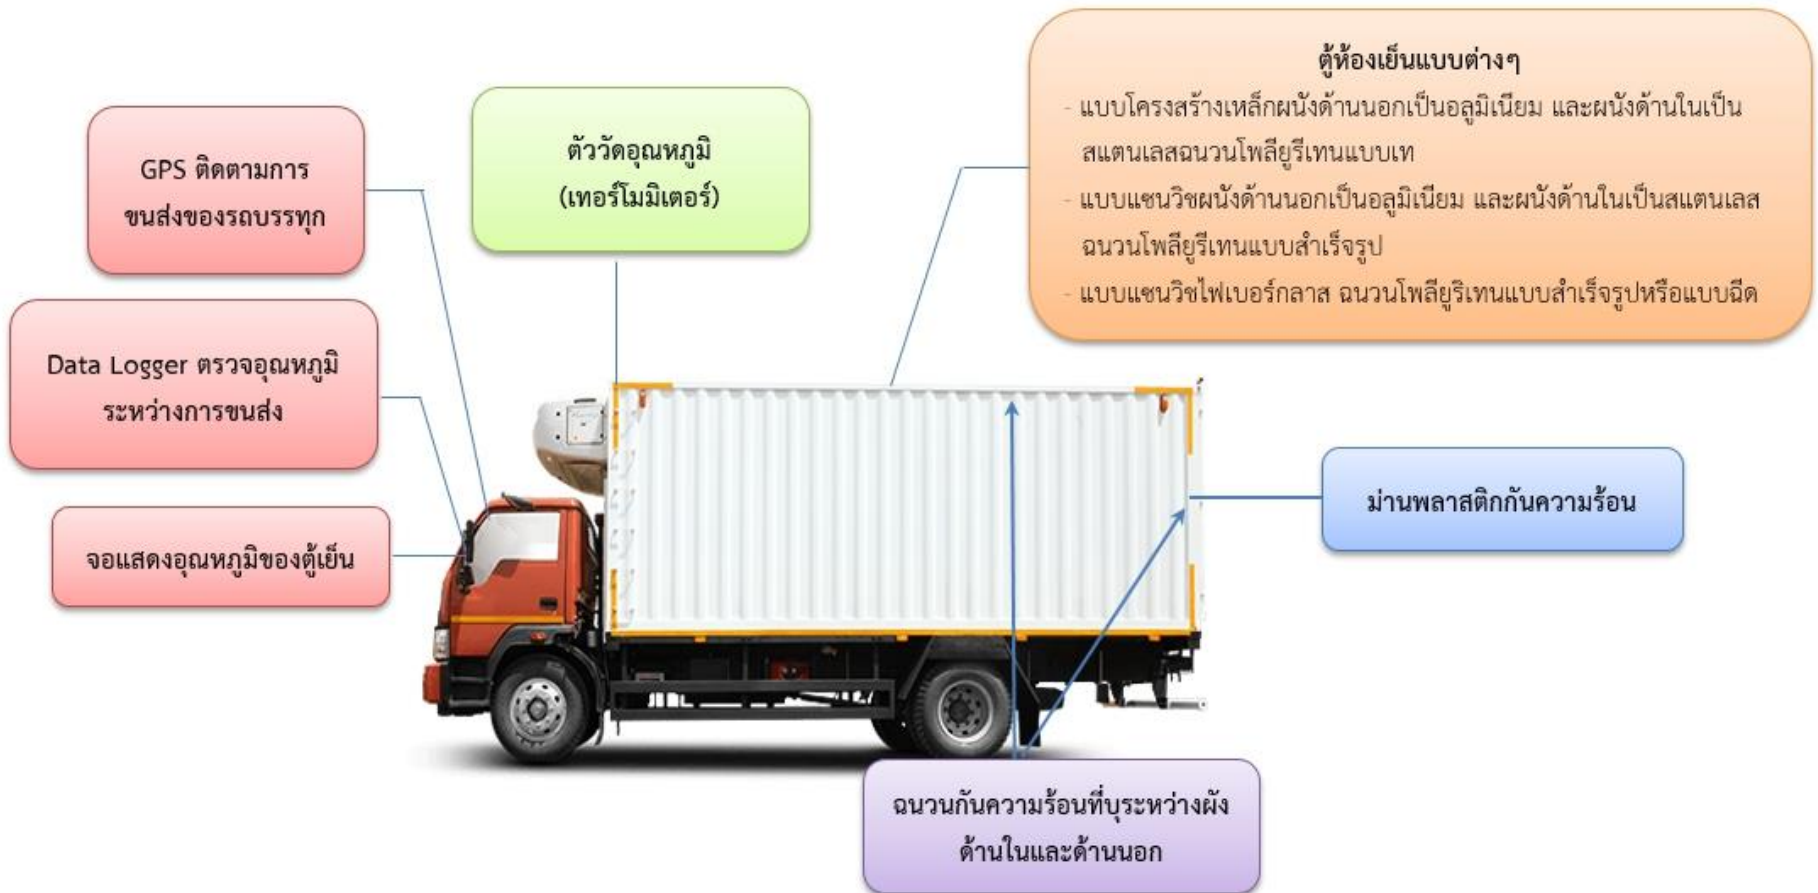 ตู้ห้องเย็นแบบต่างๆ
- แบบโครงสร้างเหล็กผนังด้านนอกเป็นอลูมิเนียม และผนังด้านในเป็น
สแตนเลสฉนวนโพลียูรีเทนแบบเท
- แบบแซนวิชผนังด้านนอกเป็นอลูมิเนียม และผนังด้านในเป็นสแตนเลส
ฉนวนโพลียูรีเทนแบบสำเร็จรูป
- แบบแซนวิชไฟเบอร์กลาส ฉนวนโพลียูริเทนแบบสำเร็จรูปหรือแบบฉีด
ตัววัดอุณหภูมิ
(เทอร์โมมิเตอร์)
GPS ติดตามการ
ขนส่งของรถบรรทุก
Data Logger ตรวจอุณหภูมิ
ระหว่างการขนส่ง
จอแสดงอุณหภูมิของตู้เย็น
ม่านพลาสติกกันความร้อน
ฉนวนกันความร้อนที่บุระหว่างผัง
ด้านในและด้านนอก